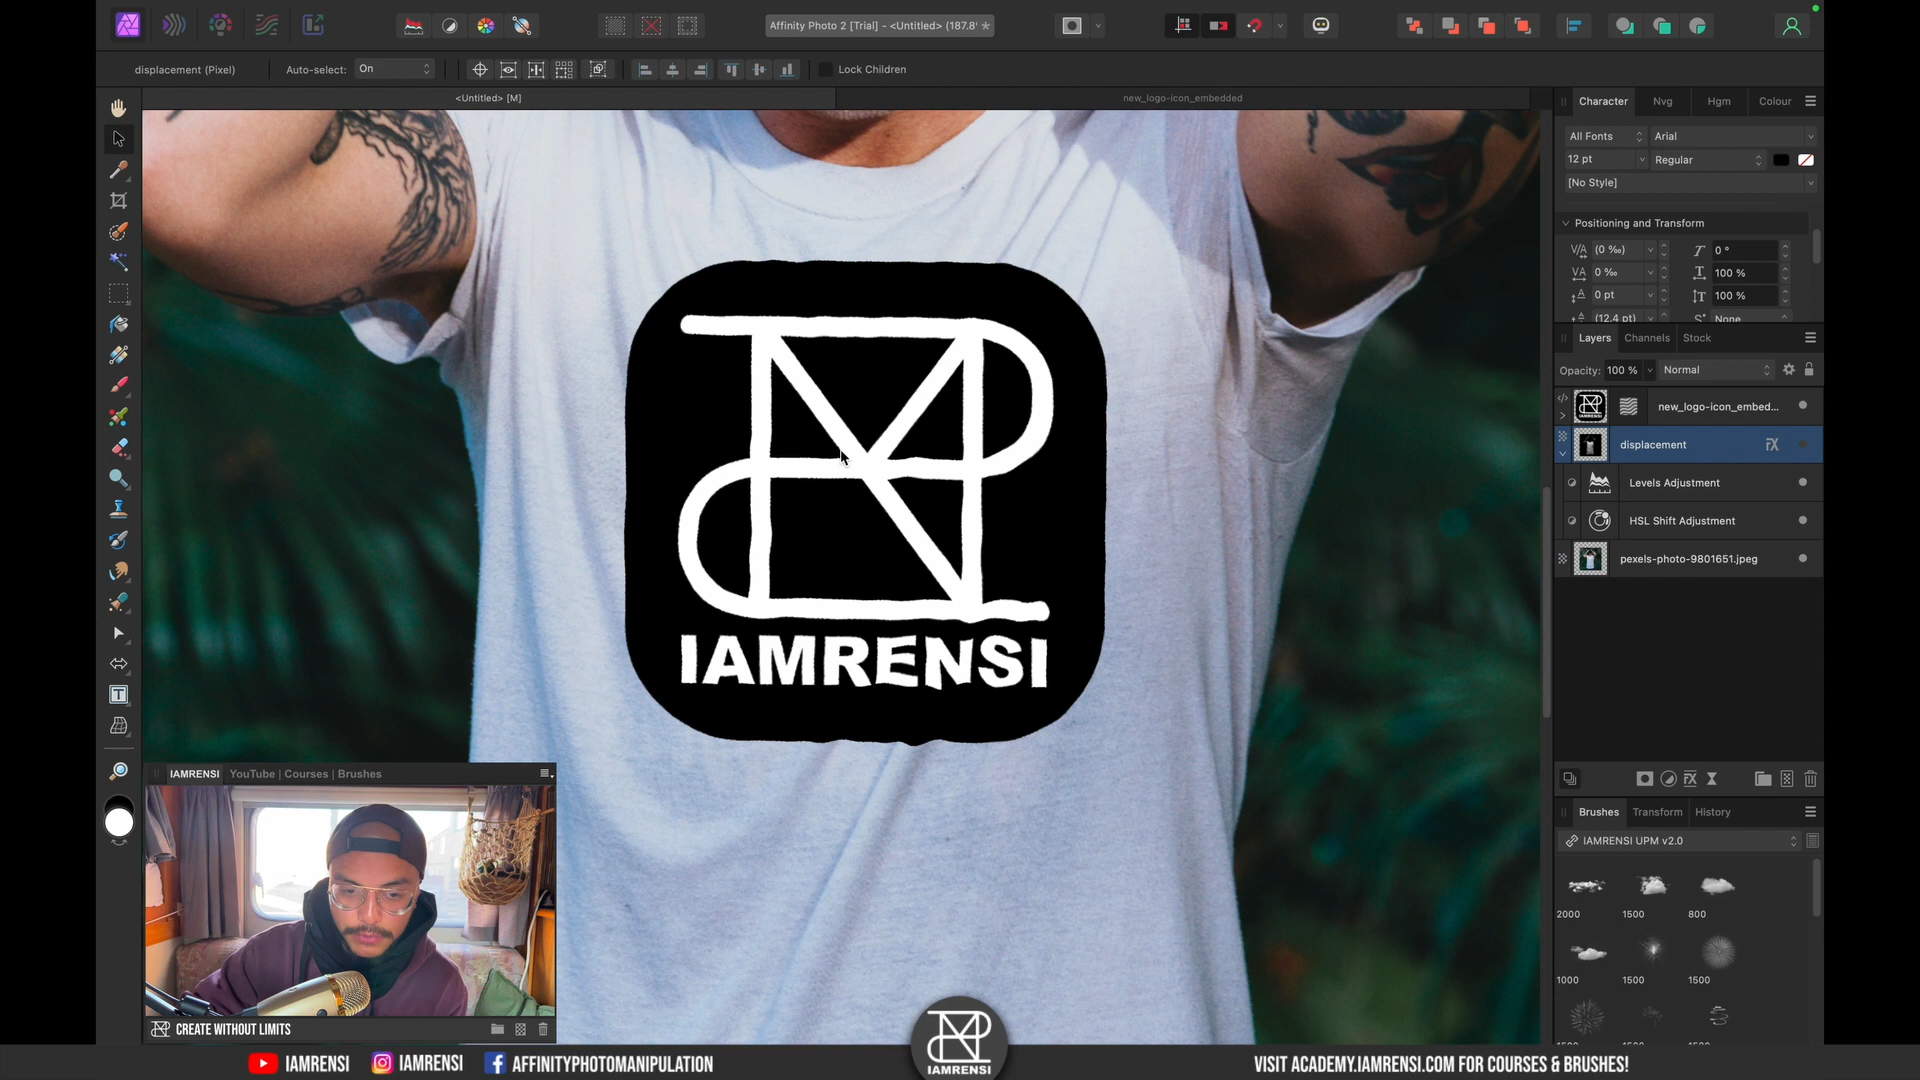 Affinity Photo 2 [Trial] - <Untitled> (187.8'
displacement (Pixel)
Auto-select:
On
Lock Children
<Untitled> [M]
new_logo-icon_embedded
Character
Nvg
Hgm
Colour
All Fonts
Arial
12 pt
Regular
[No Style]
Positioning and Transform
(0 ‰)
0 °
0 ‰
100 %
0 pt
100 %
(12.4 pt)
None
Layers
Channels
Stock
Opacity: 100 %
Normal
new_logo-icon_embed...
displacement
Levels Adjustment
HSL Shift Adjustment
pexels-photo-9801651.jpeg
IAMRENSI
IAMRENSI
YouTube | Courses | Brushes
CREATE WITHOUT LIMITS
Brushes
Transform
History
IAMRENSI UPM v2.0
2000
1500
800
1000
1500
1500
IAMRENSI
IAMRENSI
AFFINITYPHOTOMANIPULATION
IAMRENSI
VISIT ACADEMY.IAMRENSI.COM FOR COURSES & BRUSHES!